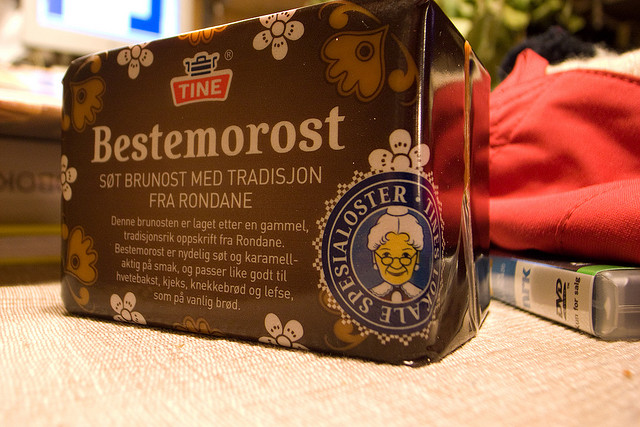 TINE ®
Bestemorost
SØT BRUNOST MED TRADISJON
FRA RONDANE
Denne brunosten er laget etter en gammel,
tradisjonsrik oppskrift fra Rondane.
Bestemorost er nydelig søt og karamell-
aktig på smak, og passer like godt til
hvetebakst, kjeks, knekkebrød og lefse,
som på vanlig brød.
TINES LOKALE SPESIALOSTER
DVD
for salg